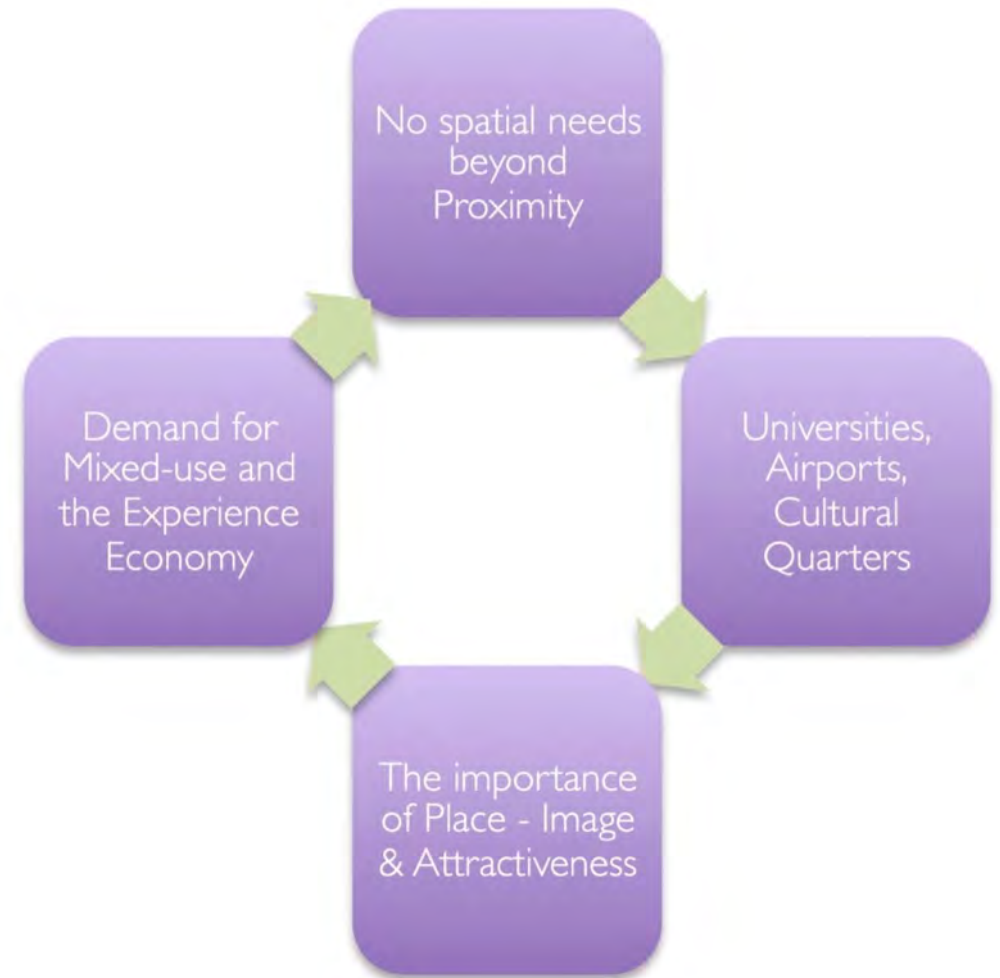 No spatial needs
beyond
Proximity
Universities,
Airports,
Cultural
Quarters
The importance
of Place - Image
& Attractiveness
Demand for
Mixed-use and
the Experience
Economy